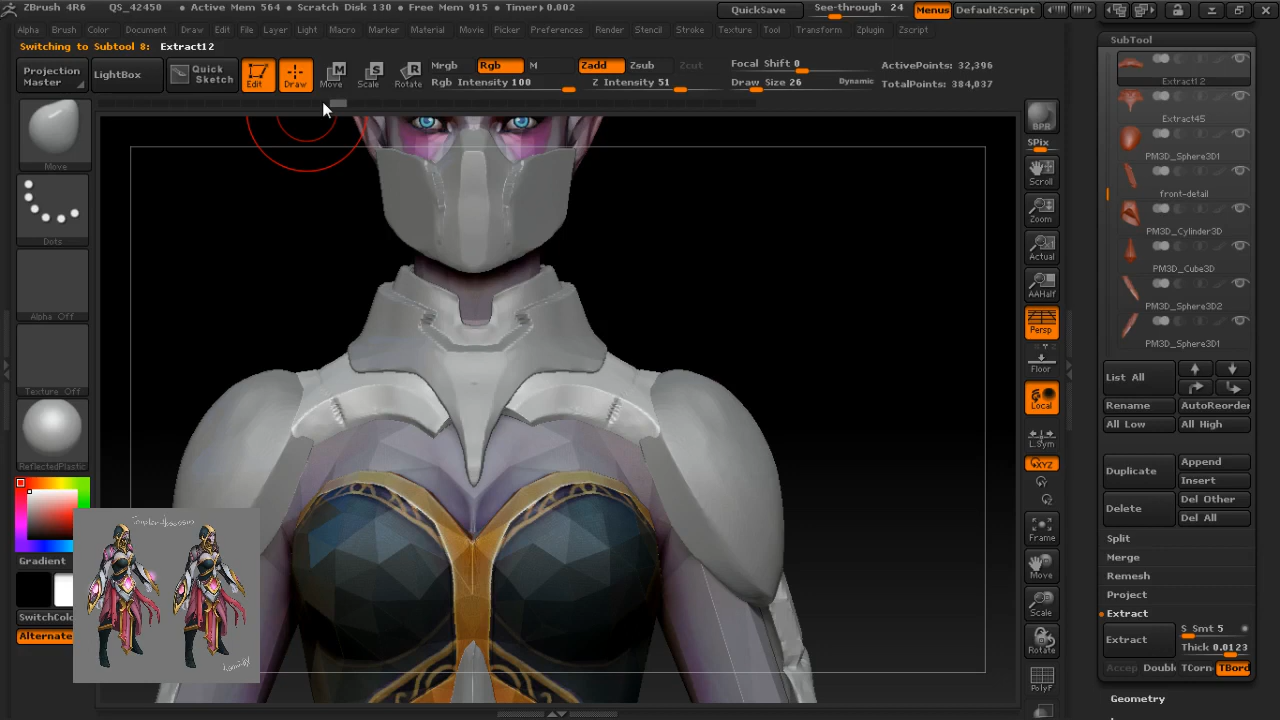 ZBrush 4R6 QS_42450 • Active Mem 564 • Scratch Disk 130 • Free Mem 915 • Timer▸0.002 QuickSave See-through 24 Menus DefaultZScript
Alpha Brush Color Document Draw Edit File Layer Light Macro Marker Material Movie Picker Preferences Render Stencil Stroke Texture Tool Transform Zplugin Zscript
Switching to Subtool 8: Extract12
Projection Master
LightBox
Quick Sketch
Edit
Draw
Move
Scale
Rotate
Mrgb Rgb M Zadd Zsub Zcut
Rgb Intensity 100 Z Intensity 51
Focal Shift 0
Draw Size 26 Dynamic
ActivePoints: 32,396
TotalPoints: 384,037
Move
Dots
Alpha Off
Texture Off
ReflectedPlastic
Gradient
SwitchColo
Alternate
Templar Assassin
BPR
SPix
Scroll
Zoom
Actual
AAHalf
Persp
Floor
Local
L.Sym
XYZ
Frame
Move
Scale
Rotate
PolyF
SubTool
Extract12
Extract45
PM3D_Sphere3D1
front-detail
PM3D_Cylinder3D
PM3D_Cube3D
PM3D_Sphere3D2
PM3D_Sphere3D1
List All
Rename AutoReorder
All Low All High
Duplicate Append
Insert
Delete Del Other
Del All
Split
Merge
Remesh
Project
Extract
Extract S Smt 5
Thick 0.0123
Accep Doubl TCorn TBord
Geometry